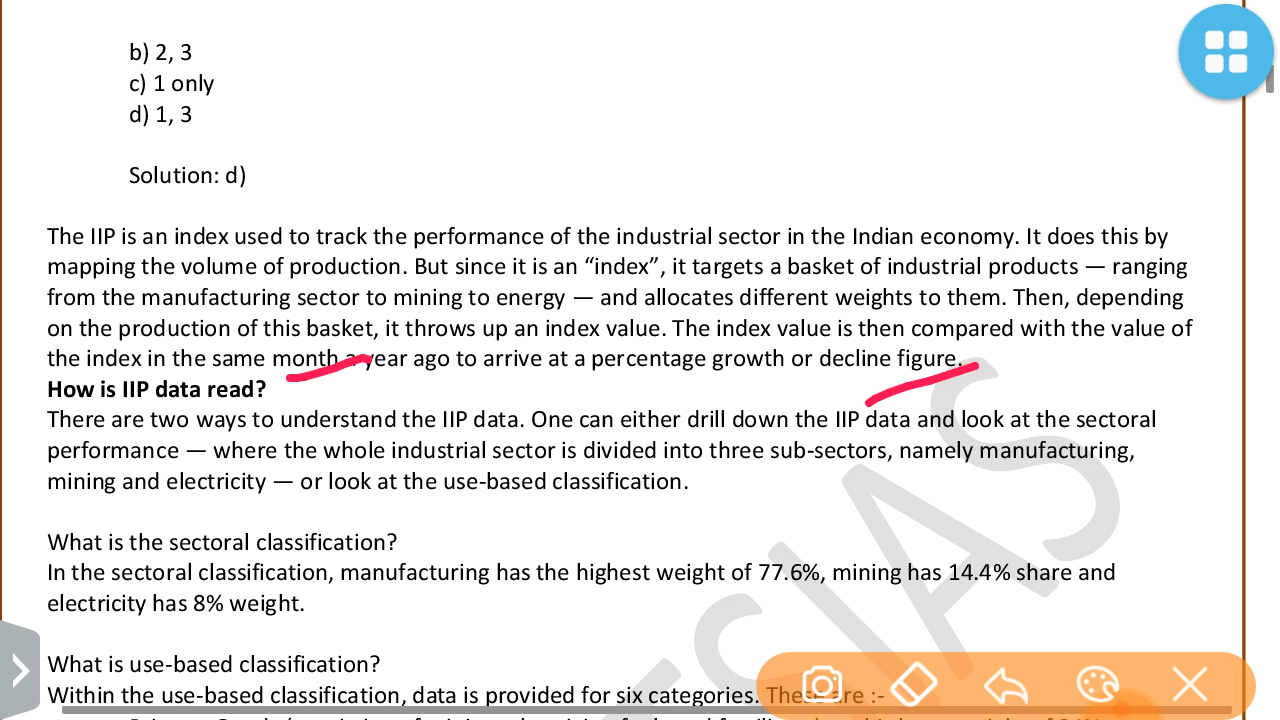 b) 2, 3
c) 1 only
d) 1, 3
Solution: d)
The IIP is an index used to track the performance of the industrial sector in the Indian economy. It does this by
mapping the volume of production. But since it is an “index”, it targets a basket of industrial products — ranging
from the manufacturing sector to mining to energy — and allocates different weights to them. Then, depending
on the production of this basket, it throws up an index value. The index value is then compared with the value of
the index in the same month a year ago to arrive at a percentage growth or decline figure.
How is IIP data read?
There are two ways to understand the IIP data. One can either drill down the IIP data and look at the sectoral
performance — where the whole industrial sector is divided into three sub-sectors, namely manufacturing,
mining and electricity — or look at the use-based classification.
What is the sectoral classification?
In the sectoral classification, manufacturing has the highest weight of 77.6%, mining has 14.4% share and
electricity has 8% weight.
What is use-based classification?
Within the use-based classification, data is provided for six categories. These are :-